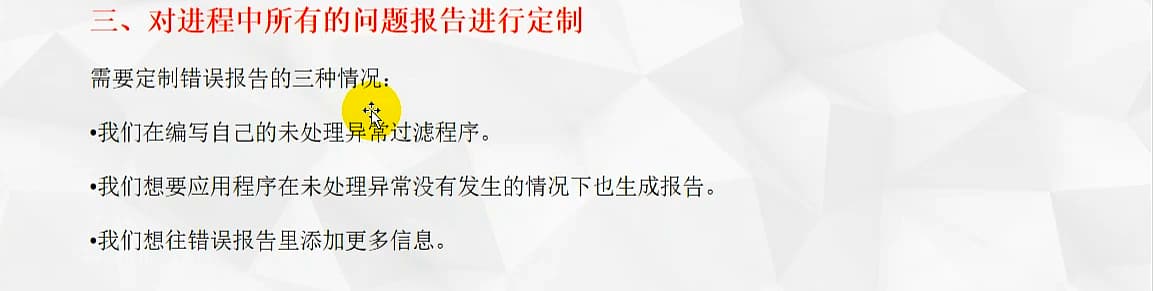 三、对进程中所有的问题报告进行定制
需要定制错误报告的三种情况：
•我们在编写自己的未处理异常过滤程序。
•我们想要应用程序在未处理异常没有发生的情况下也生成报告。
•我们想往错误报告里添加更多信息。